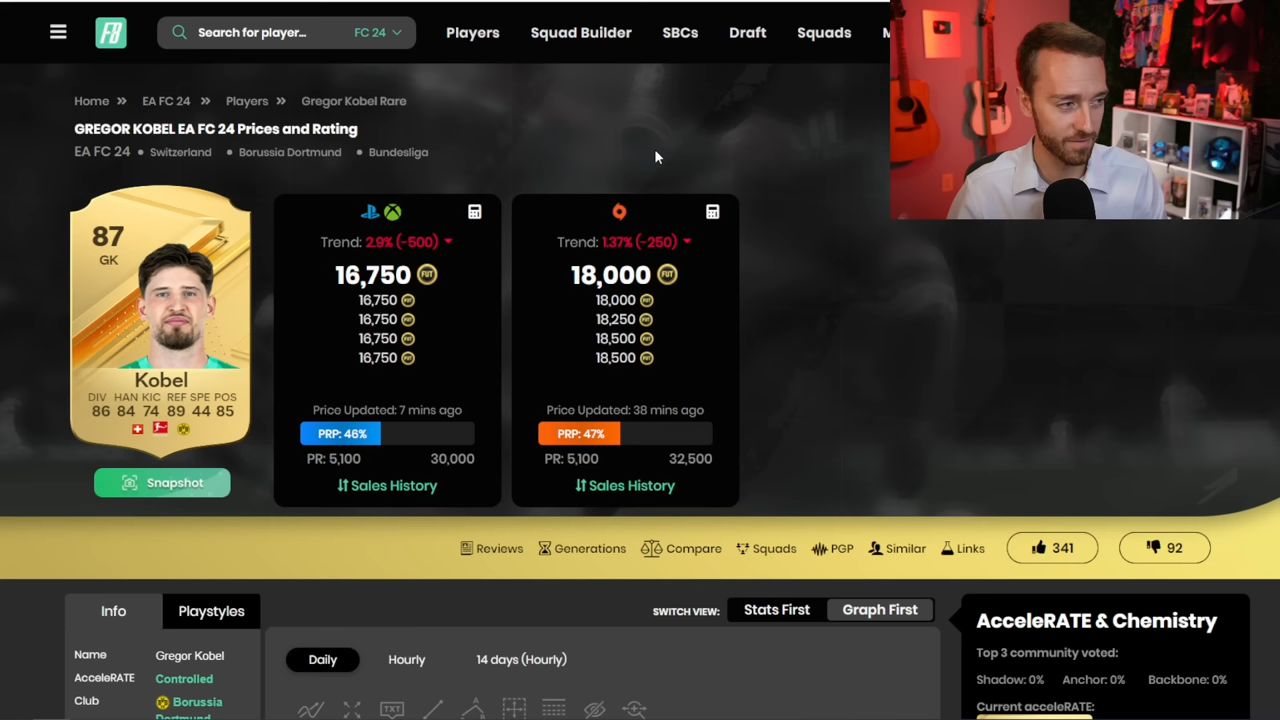 FB
Search for player...
FC 24
Players
Squad Builder
SBCs
Draft
Squads
M
Home » EA FC 24 » Players » Gregor Kobel Rare
GREGOR KOBEL EA FC 24 Prices and Rating
EA FC 24 • Switzerland • Borussia Dortmund • Bundesliga
87
GK
Kobel
DIV HAN KIC REF SPE POS
86 84 74 89 44 85
Snapshot
Trend: 2.9% (-500)
16,750 FUT
16,750
16,750
16,750
16,750
Price Updated: 7 mins ago
PRP: 46%
PR: 5,100 30,000
Sales History
Trend: 1.37% (-250)
18,000 FUT
18,000
18,250
18,500
18,500
Price Updated: 38 mins ago
PRP: 47%
PR: 5,100 32,500
Sales History
Reviews
Generations
Compare
Squads
PGP
Similar
Links
341
92
Info
Playstyles
SWITCH VIEW:
Stats First
Graph First
Name Gregor Kobel
AcceleRATE Controlled
Club Borussia
Dortmund
Daily
Hourly
14 days (Hourly)
TXT
AcceleRATE & Chemistry
Top 3 community voted:
Shadow: 0% Anchor: 0% Backbone: 0%
Current acceleRATE: